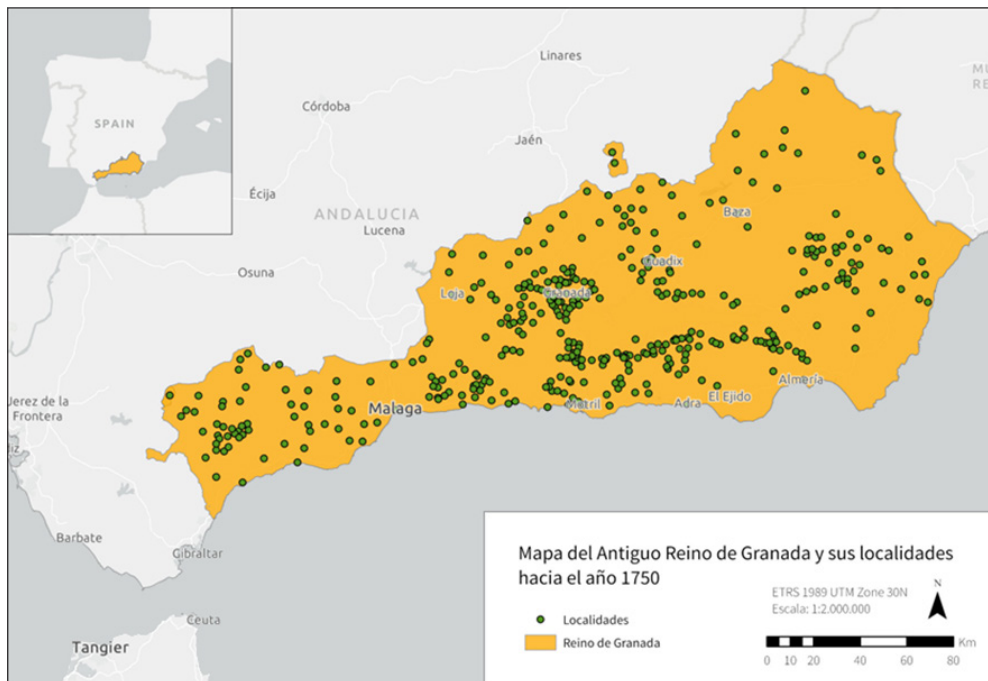 SPAIN
MU
RE
Linares
Córdoba
Jaén
Écija
ANDALUCIA
Lucena
Baza
Osuna
Guadix
Loja
Granada
Jerez de la
Frontera
Malaga
Motril
Adra
El Ejido
Almería
diz
Barbate
Gibraltar
Ceuta
Tangier
Mapa del Antiguo Reino de Granada y sus localidades
hacia el año 1750
ETRS 1989 UTM Zone 30N
Escala: 1:2.000.000
N
Localidades
Reino de Granada
Km
0 10 20 40 60 80